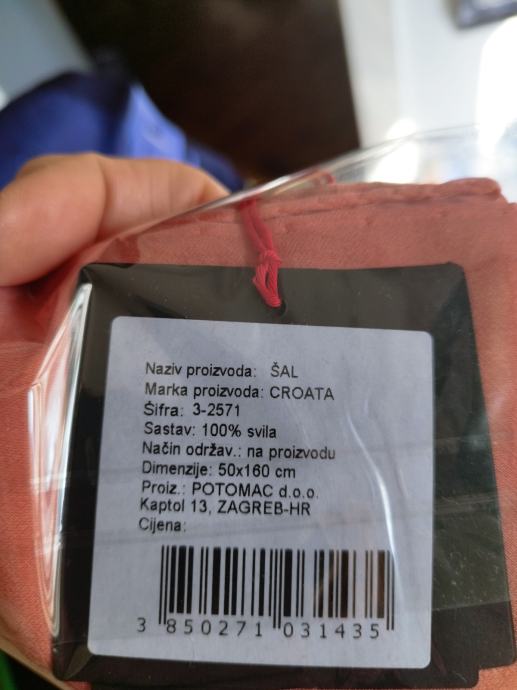 Naziv proizvoda: ŠAL
Marka proizvoda: CROATA
Šifra: 3-2571
Sastav: 100% svila
Način održav.: na proizvodu
Dimenzije: 50x160 cm
Proiz.: POTOMAC d.o.o.
Kaptol 13, ZAGREB-HR
Cijena:
3 850271 031435